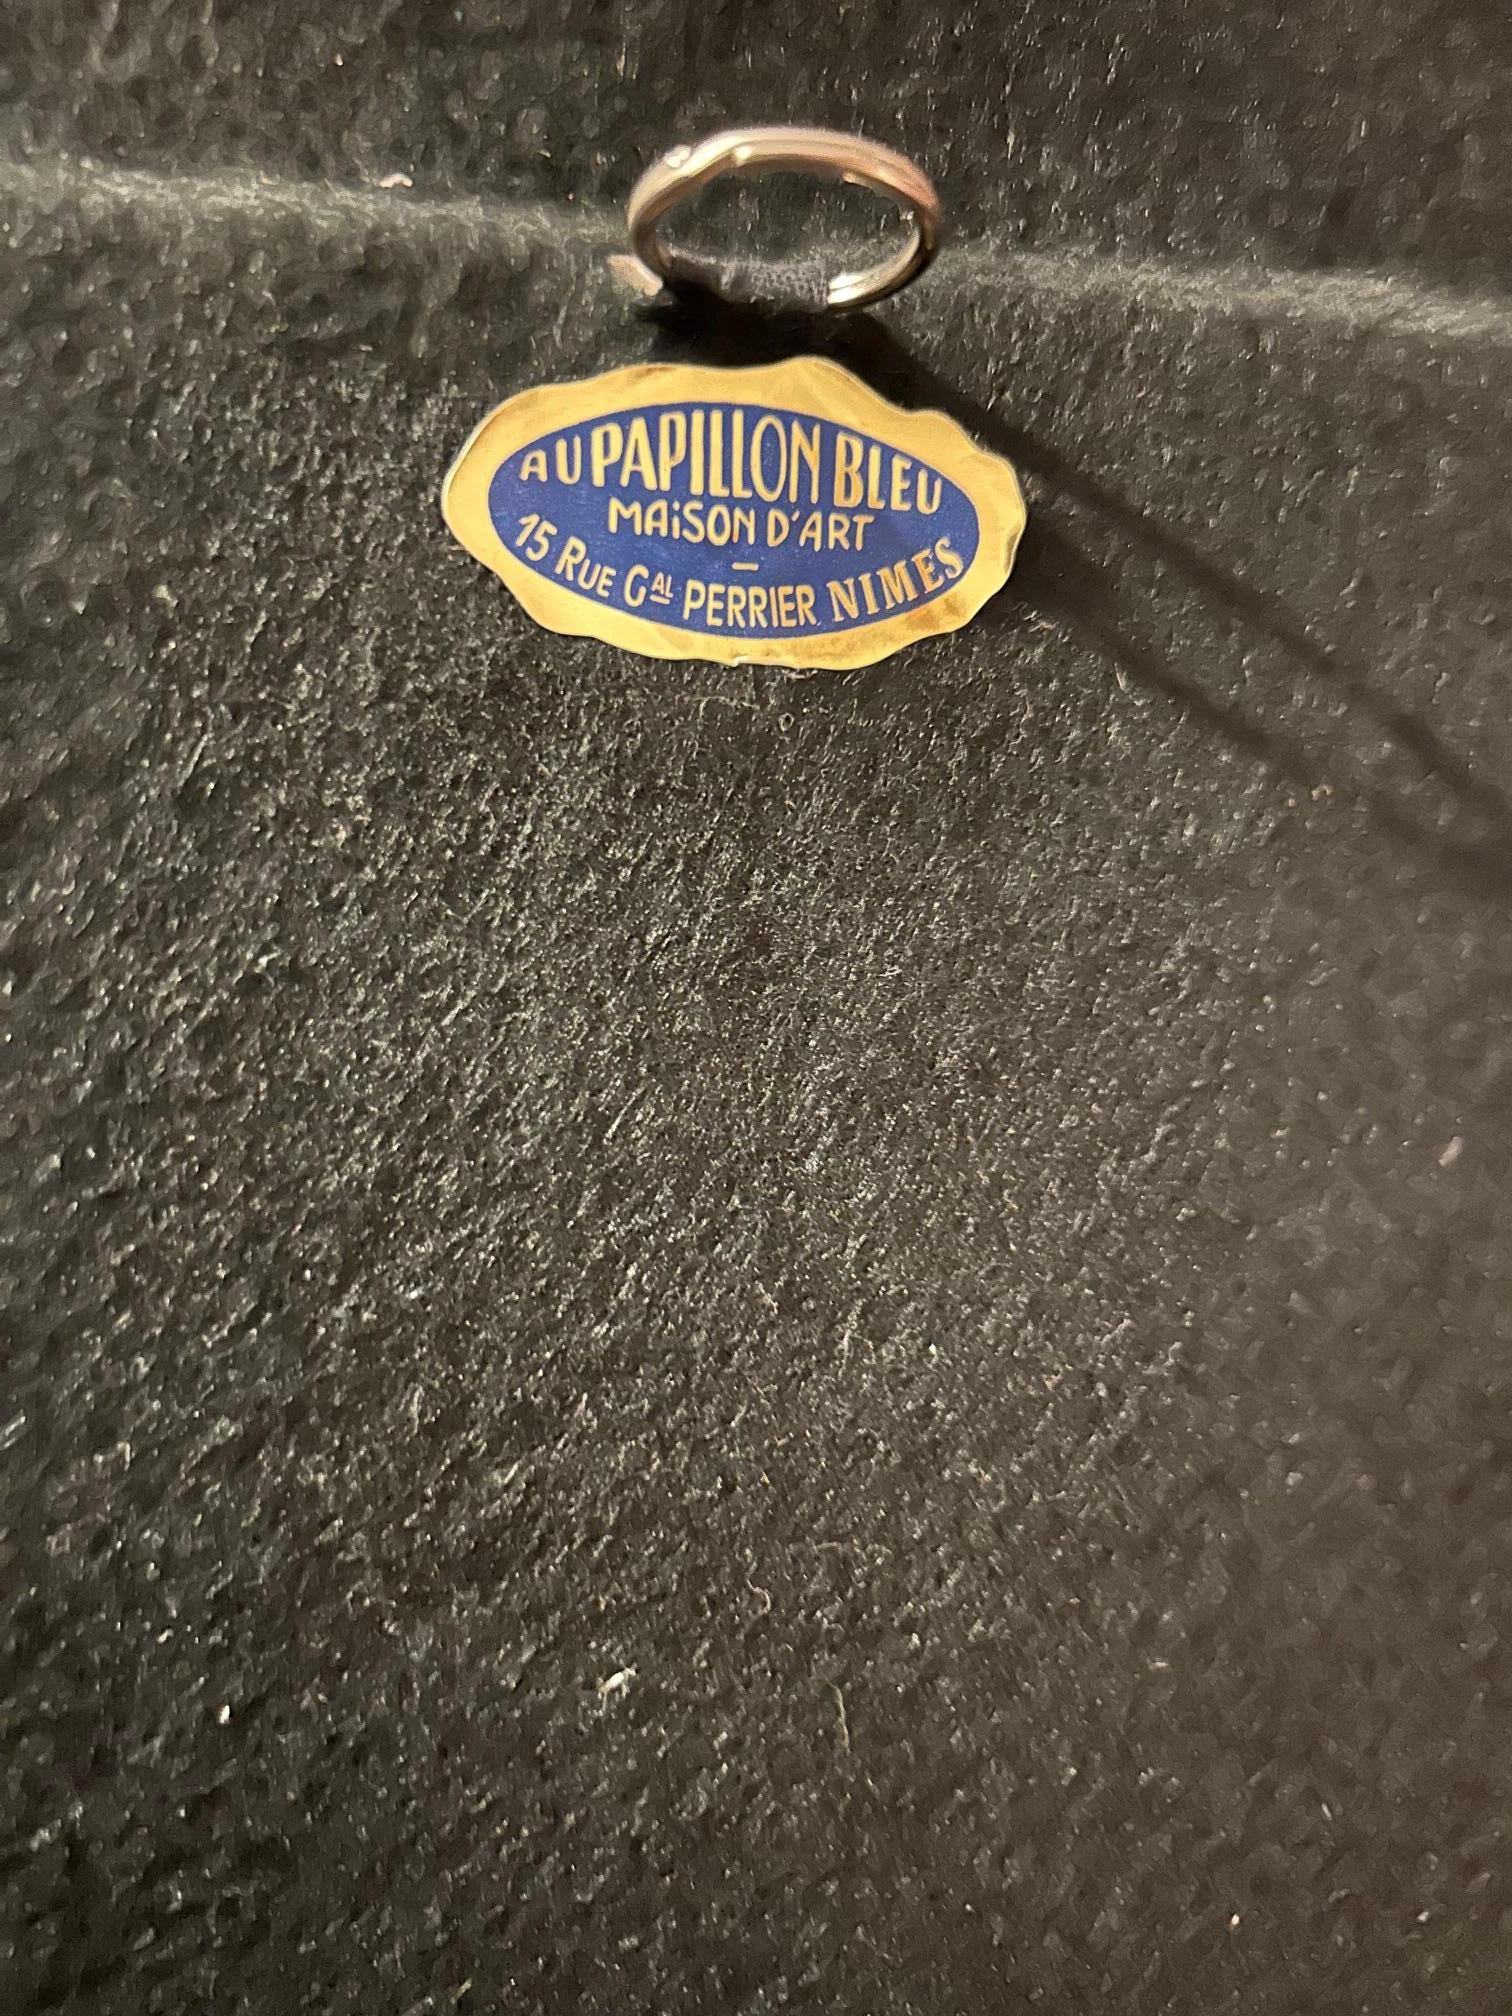 AU PAPILLON BLEU
MAiSON D'ART
–
15 RUE GAL PERRIER NIMES